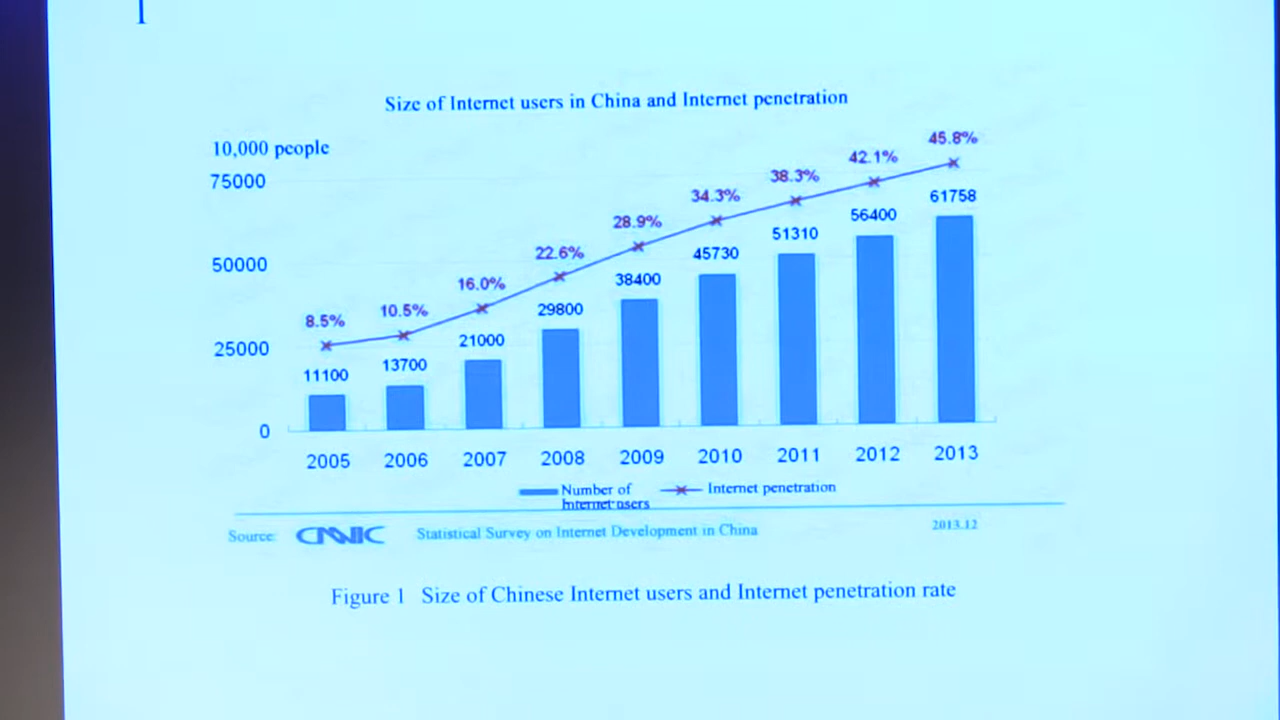 Size of Internet users in China and Internet penetration
10,000 people
75000
50000
25000
0
8.5% 10.5% 16.0% 22.6% 28.9% 34.3% 38.3% 42.1% 45.8%
11100 13700 21000 29800 38400 45730 51310 56400 61758
2005 2006 2007 2008 2009 2010 2011 2012 2013
Number of Internet users
Internet penetration
Source: CNNIC Statistical Survey on Internet Development in China 2013.12
Figure 1 Size of Chinese Internet users and Internet penetration rate